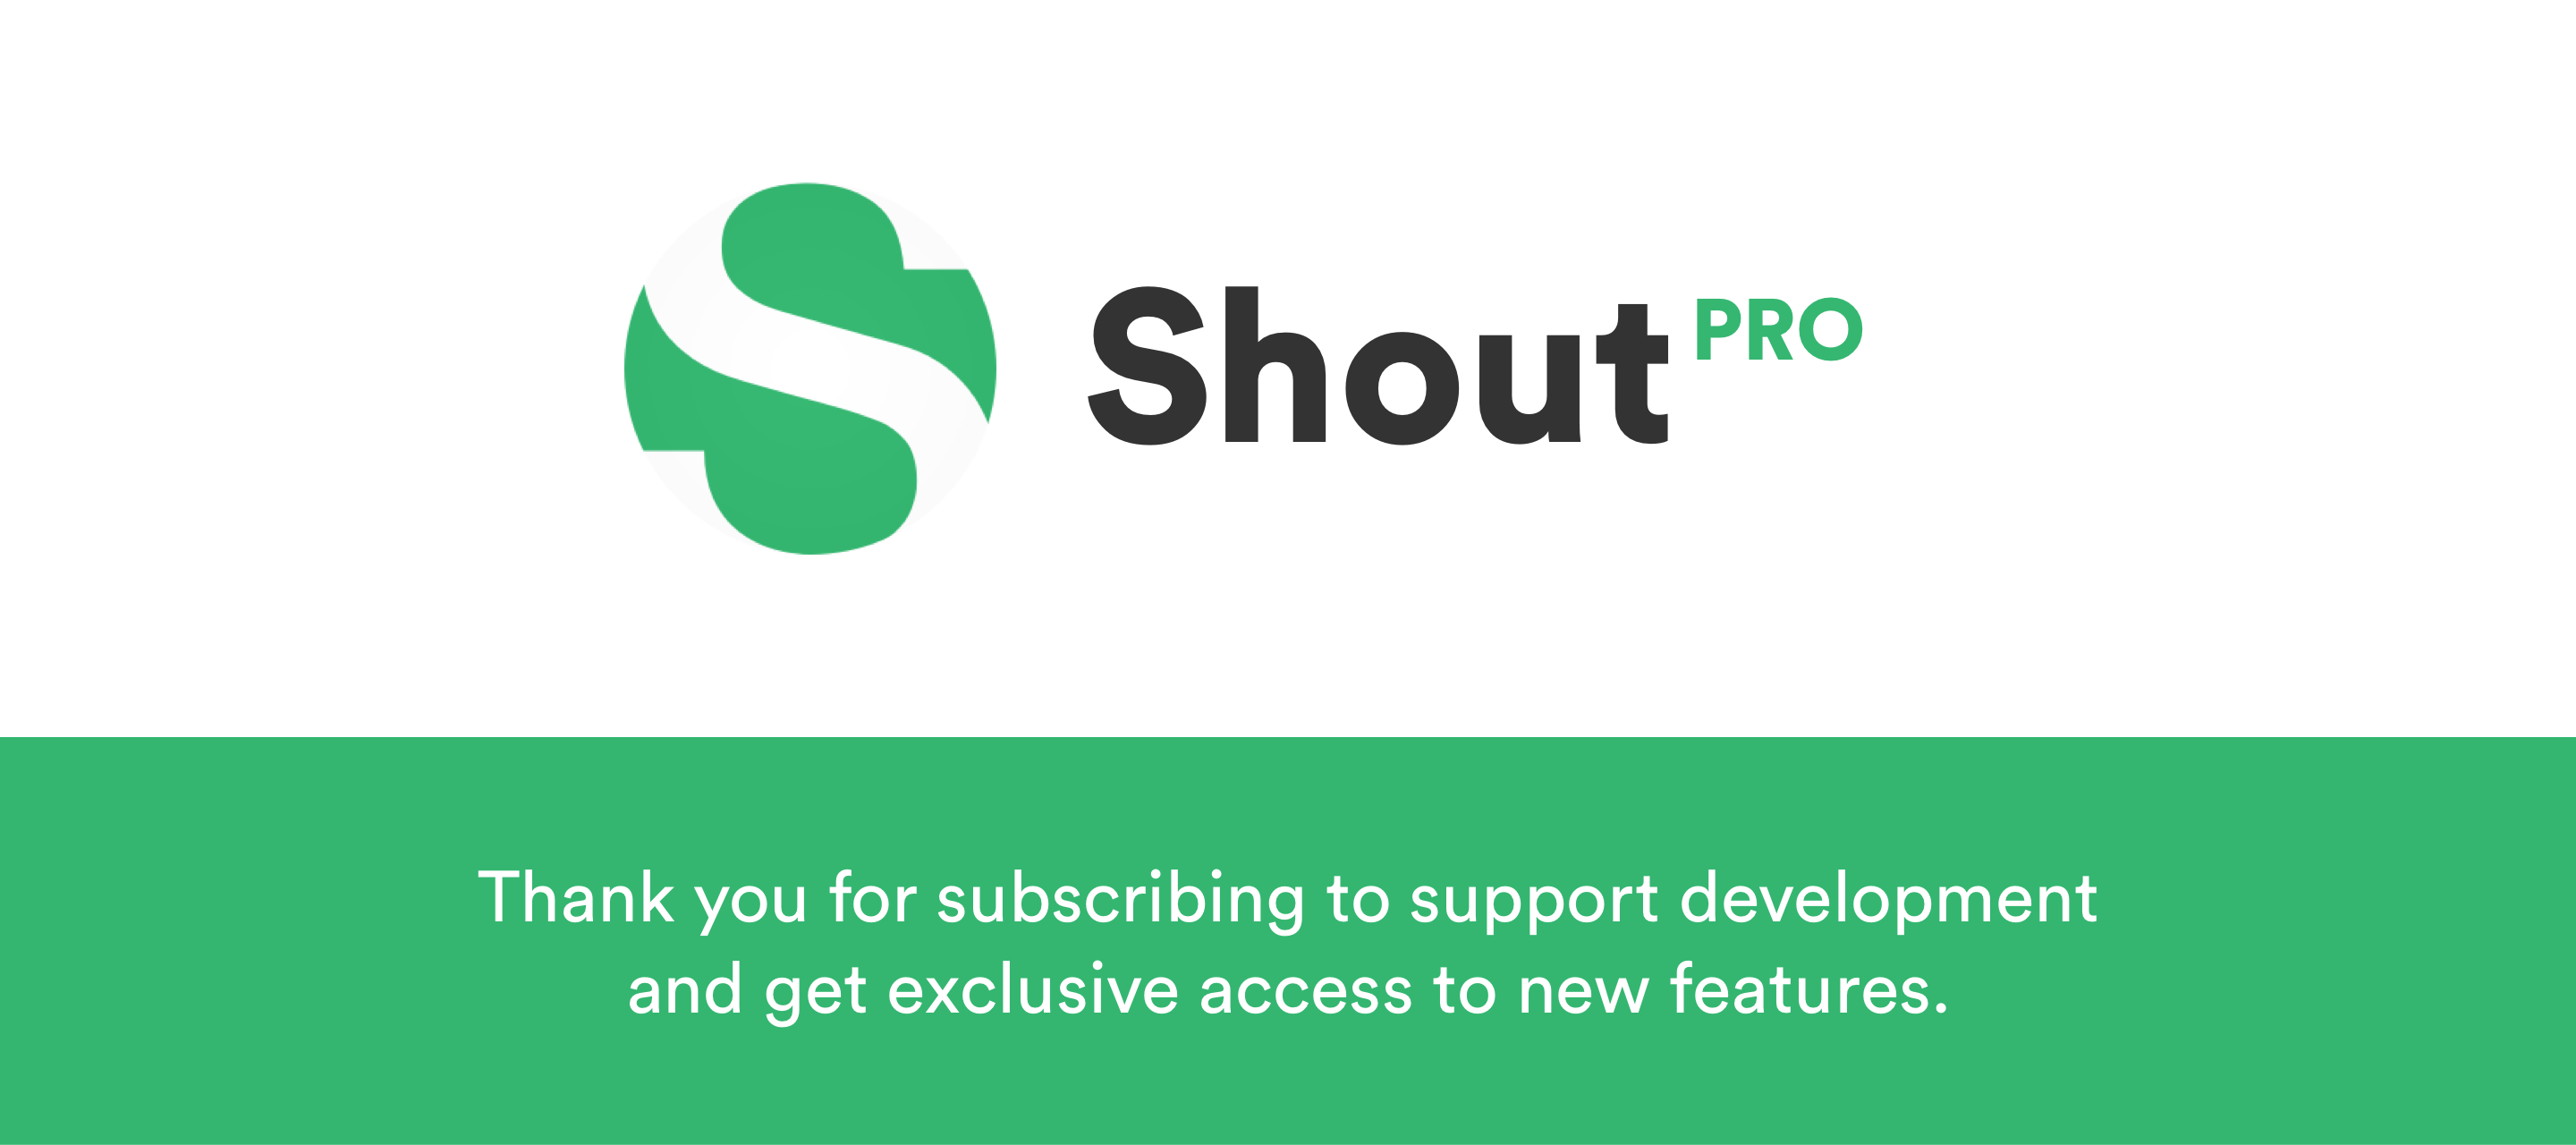 Shout PRO
Thank you for subscribing to support development
and get exclusive access to new features.